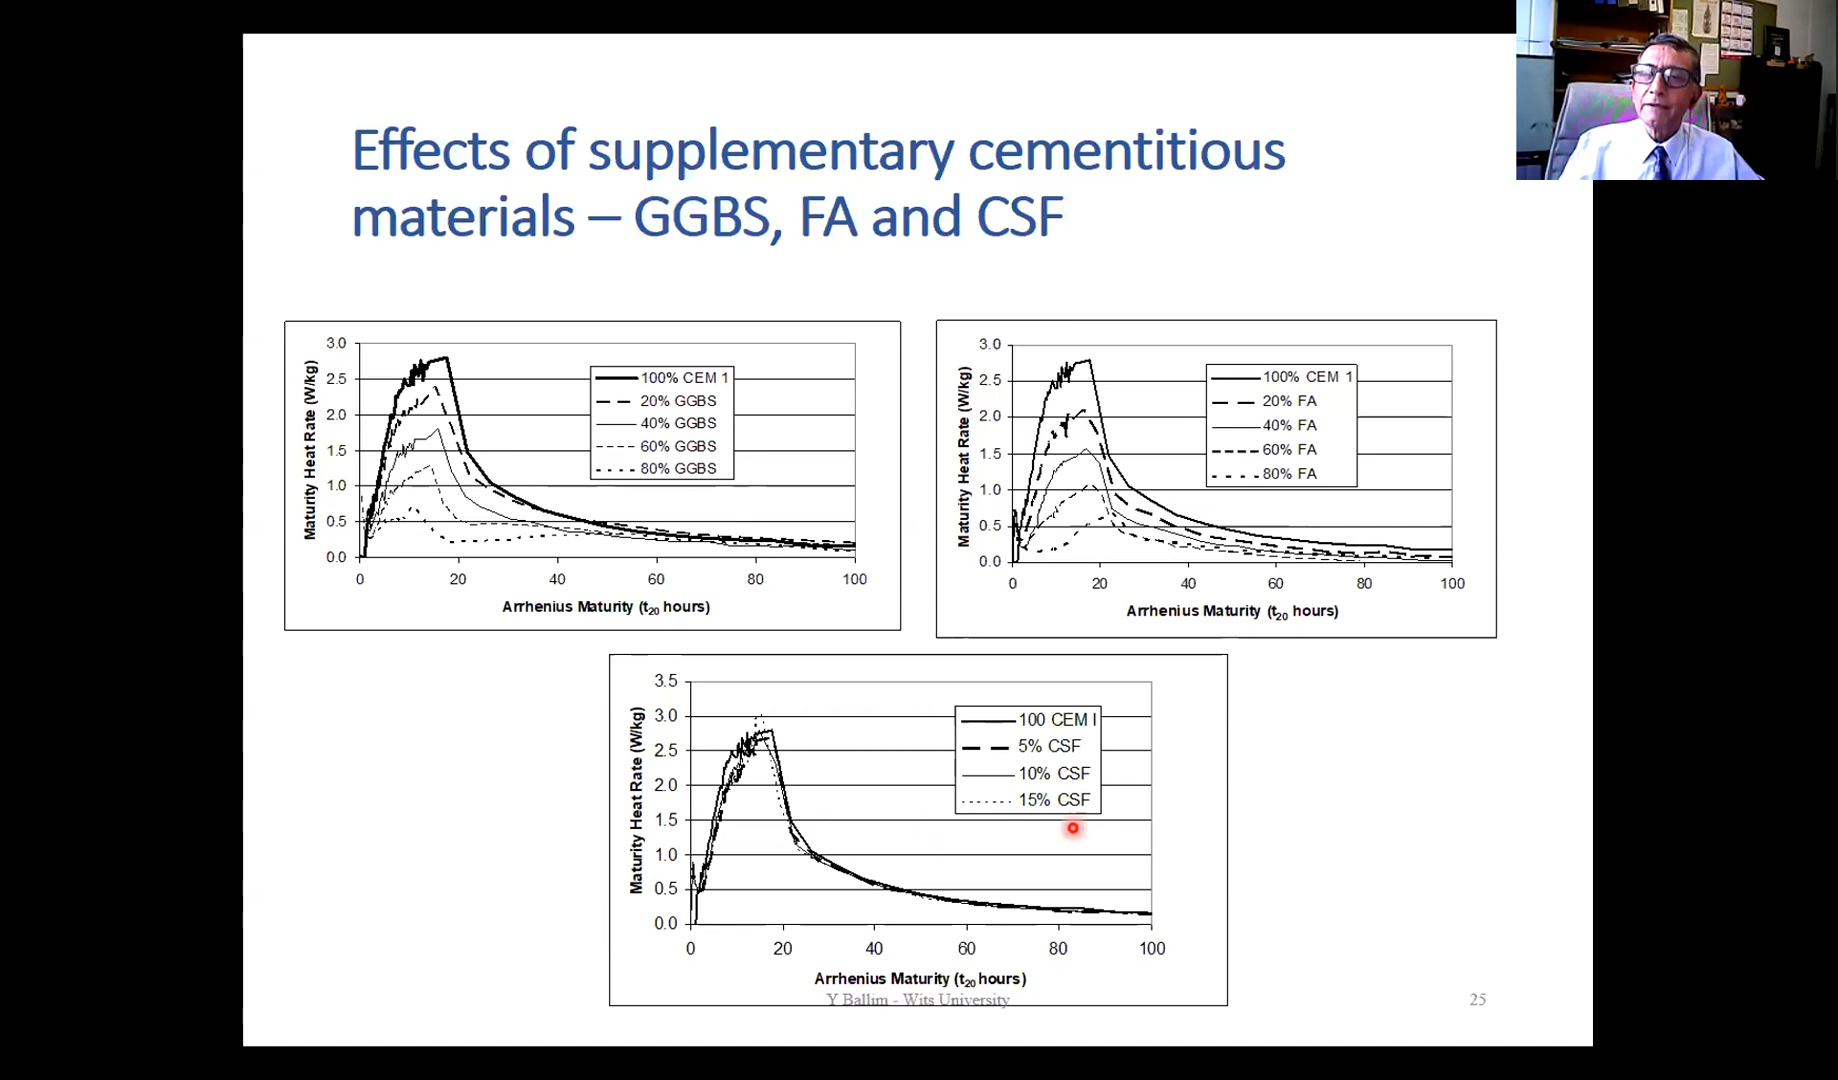 Effects of supplementary cementitious
materials – GGBS, FA and CSF
Maturity Heat Rate (W/kg)
3.0
2.5
2.0
1.5
1.0
0.5
0.0
100% CEM 1
20% GGBS
40% GGBS
60% GGBS
80% GGBS
0 20 40 60 80 100
Arrhenius Maturity (t20 hours)
Maturity Heat Rate (W/kg)
3.0
2.5
2.0
1.5
1.0
0.5
0.0
100% CEM 1
20% FA
40% FA
60% FA
80% FA
0 20 40 60 80 100
Arrhenius Maturity (t20 hours)
Maturity Heat Rate (W/kg)
3.5
3.0
2.5
2.0
1.5
1.0
0.5
0.0
100 CEM I
5% CSF
10% CSF
15% CSF
0 20 40 60 80 100
Arrhenius Maturity (t20 hours)
Y Ballim - Wits University
25